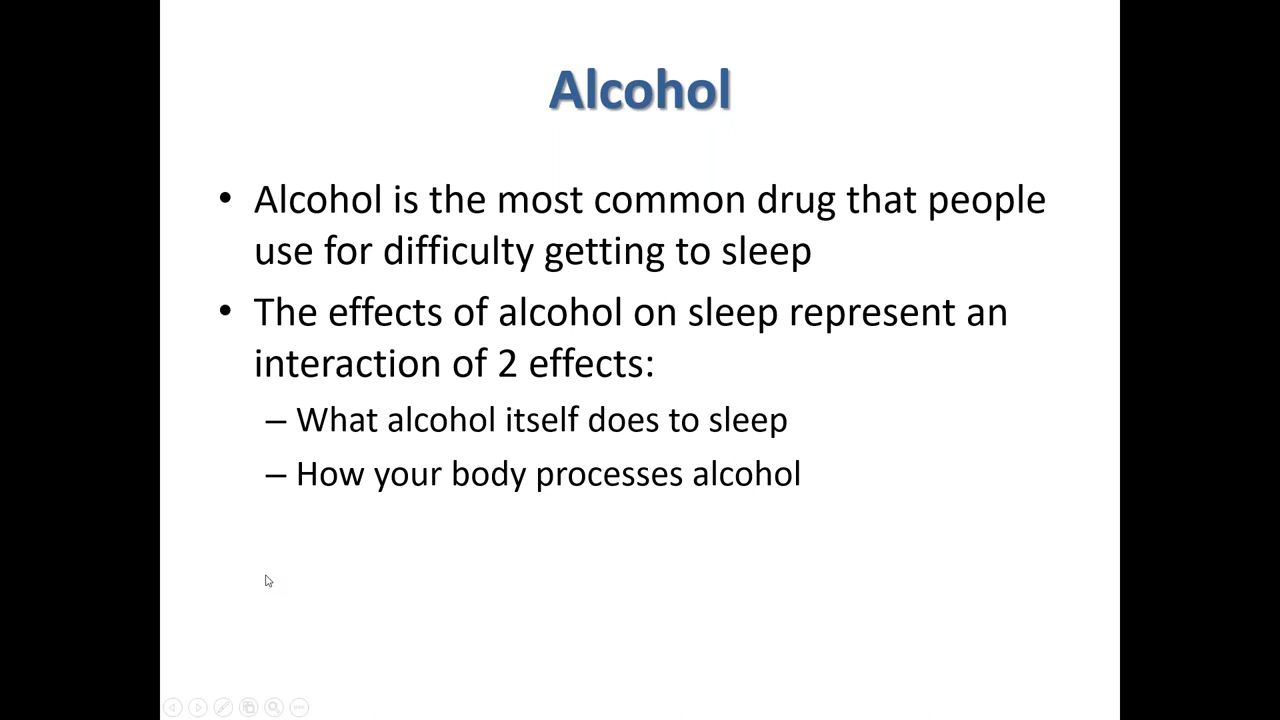 Alcohol
• Alcohol is the most common drug that people
use for difficulty getting to sleep
• The effects of alcohol on sleep represent an
interaction of 2 effects:
– What alcohol itself does to sleep
– How your body processes alcohol